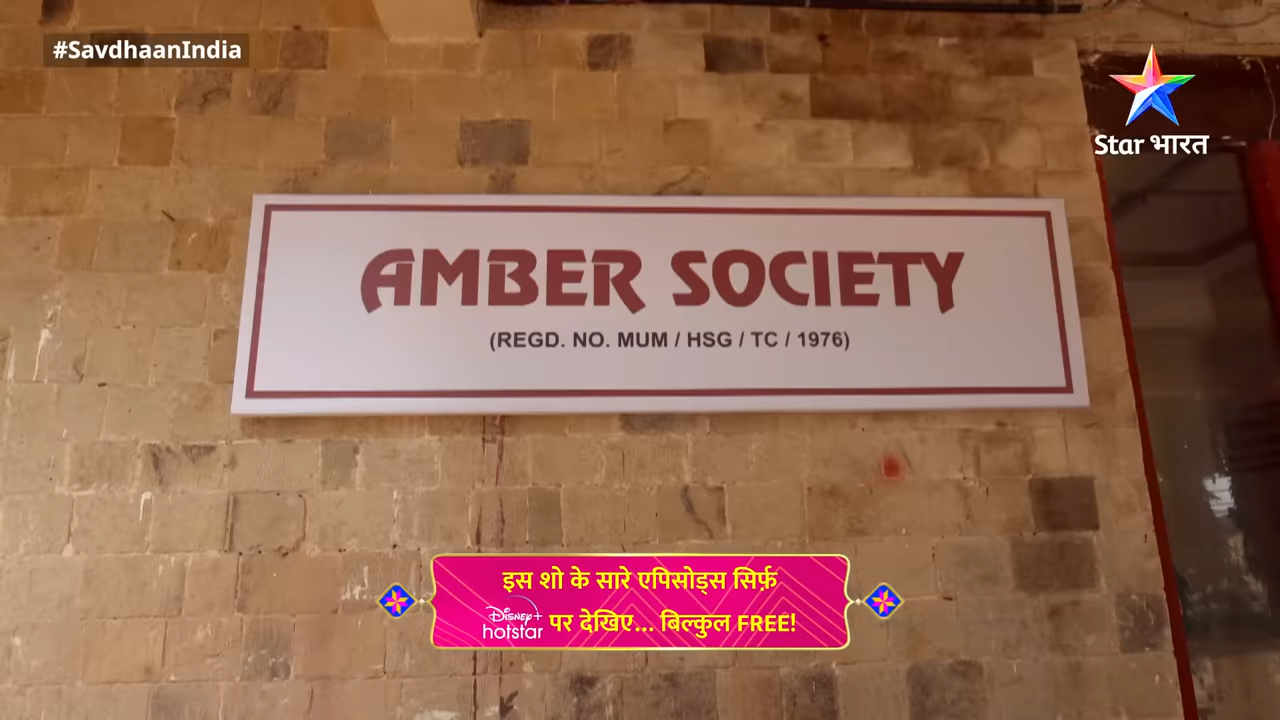 #SavdhaanIndia
Star भारत
AMBER SOCIETY
(REGD. NO. MUM / HSG / TC / 1976)
इस शो के सारे एपिसोड्स सिर्फ़
Disney+ hotstar पर देखिए... बिल्कुल FREE!